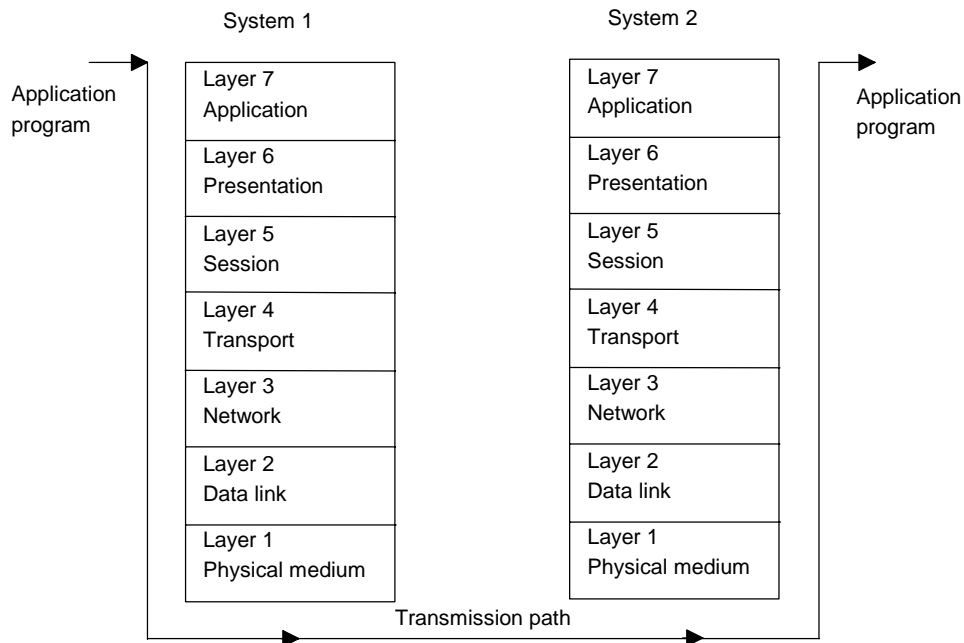 System 1
System 2
Application
program
Layer 7
Application
Layer 6
Presentation
Layer 5
Session
Layer 4
Transport
Layer 3
Network
Layer 2
Data link
Layer 1
Physical medium
Layer 7
Application
Layer 6
Presentation
Layer 5
Session
Layer 4
Transport
Layer 3
Network
Layer 2
Data link
Layer 1
Physical medium
Application
program
Transmission path